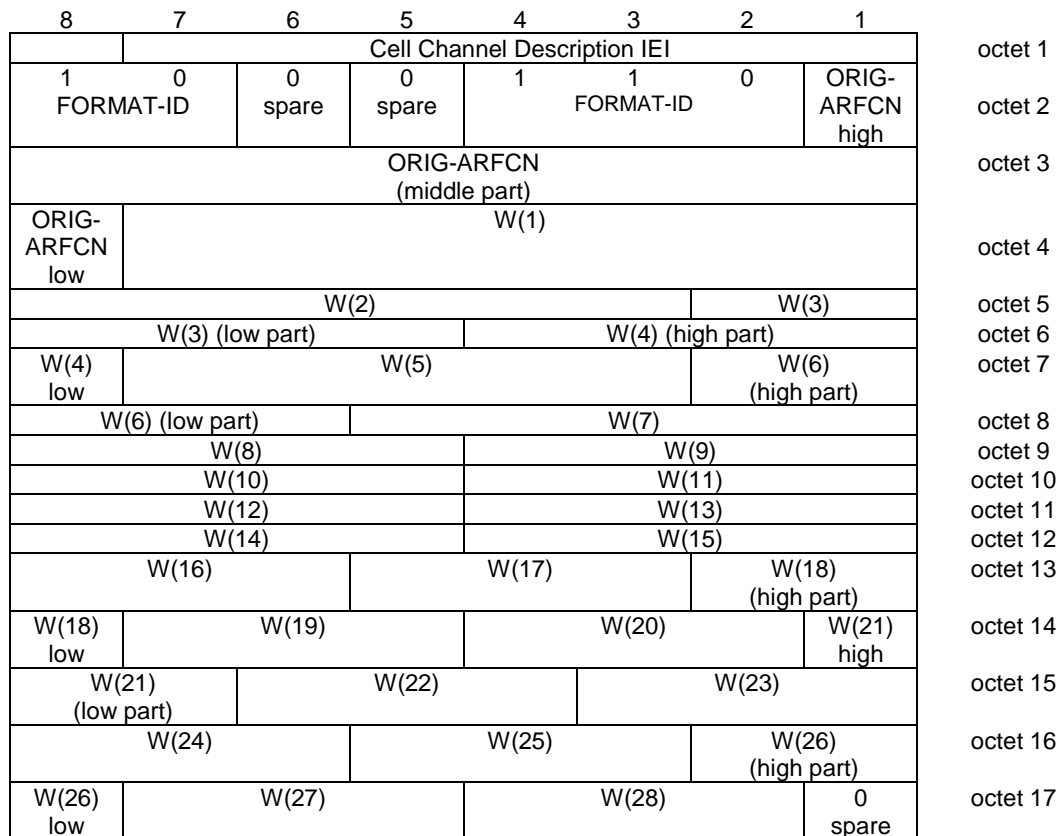 8 7 6 5 4 3 2 1
Cell Channel Description IEI octet 1
1 0 0 0 1 1 0 ORIG-
FORMAT-ID spare spare FORMAT-ID ARFCN octet 2
high
ORIG-ARFCN octet 3
(middle part)
ORIG- W(1)
ARFCN octet 4
low
W(2) W(3) octet 5
W(3) (low part) W(4) (high part) octet 6
W(4) W(5) W(6) octet 7
low (high part)
W(6) (low part) W(7) octet 8
W(8) W(9) octet 9
W(10) W(11) octet 10
W(12) W(13) octet 11
W(14) W(15) octet 12
W(16) W(17) W(18) octet 13
(high part)
W(18) W(19) W(20) W(21) octet 14
low high
W(21) W(22) W(23) octet 15
(low part)
W(24) W(25) W(26) octet 16
(high part)
W(26) W(27) W(28) 0 octet 17
low spare